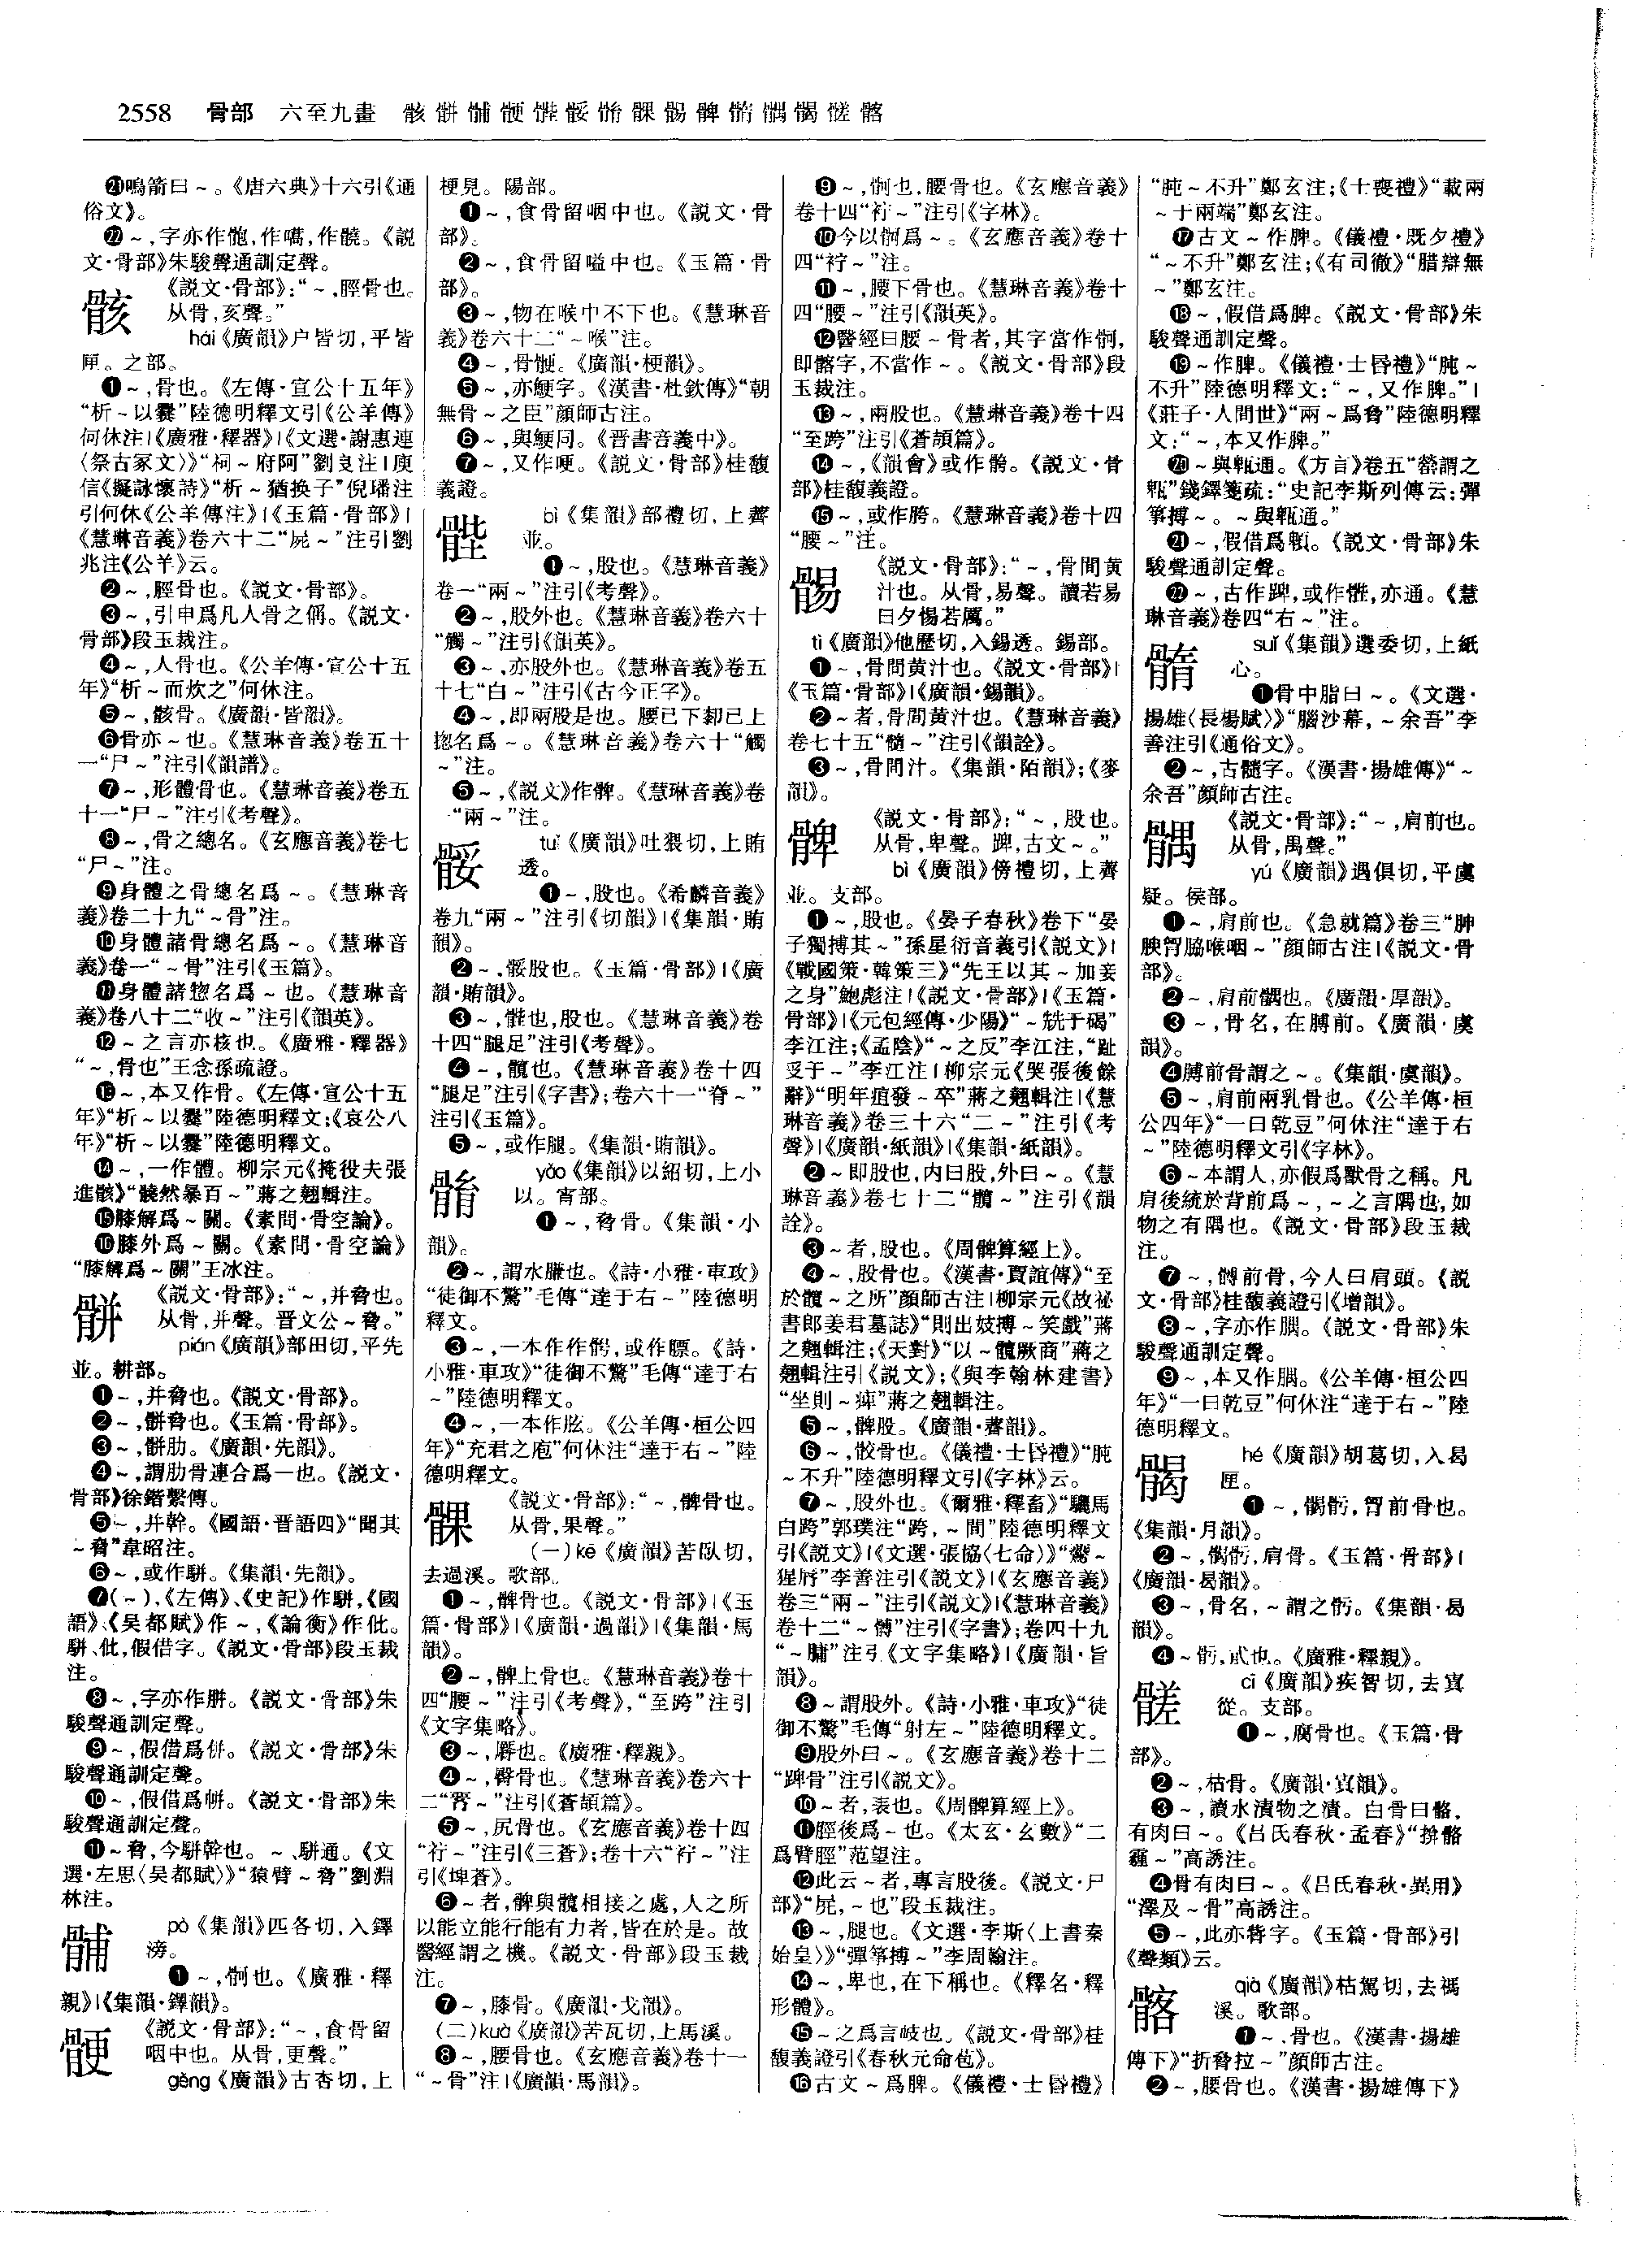 2558 骨部 六至九畫 骸骿髆骾䏶骽䯚髁䯜髀髓髃髑髊髂
㉑鳴箭曰~。《唐六典》十六引《通
俗文》。
㉒~,字亦作骲,作嚆,作髐。《説
文·骨部》朱駿聲通訓定聲。
骸
《説文·骨部》:“~,脛骨也。
从骨,亥聲。”
hái《廣韻》户皆切,平皆
匣。之部。
❶~,骨也。《左傳·宣公十五年》
“析~以爨”陸德明釋文引《公羊傳》
何休注|《廣雅·釋器》|《文選·謝惠連
〈祭古冢文〉》“祠~府阿”劉良注|庾
信《擬詠懷詩》“析~猶换子”倪璠注
引何休《公羊傳注》|《玉篇·骨部》|
《慧琳音義》卷六十二“屍~”注引劉
兆注《公羊》云。
❷~,脛骨也。《説文·骨部》。
❸~,引申爲凡人骨之偁。《説文·
骨部》段玉裁注。
❹~,人骨也。《公羊傳·宣公十五
年》“析~而炊之”何休注。
❺~,骸骨。《廣韻·皆韻》。
❻骨亦~也。《慧琳音義》卷五十
一“尸~”注引《韻譜》。
❼~,形體骨也。《慧琳音義》卷五
十一“尸~”注引《考聲》。
❽~,骨之總名。《玄應音義》卷七
“尸~”注。
❾身體之骨總名爲~。《慧琳音
義》卷二十九“~骨”注。
❿身體諸骨總名爲~。《慧琳音
義》卷一“~骨”注引《玉篇》。
⓫身體諸惣名爲~也。《慧琳音
義》卷八十二“收~”注引《韻英》。
⓬~之言亦核也。《廣雅·釋器》
“~,骨也”王念孫疏證。
⓭~,本又作骨。《左傳·宣公十五
年》“析~以爨”陸德明釋文;《哀公八
年》“析~以爨”陸德明釋文。
⓮~,一作體。柳宗元《掩役夫張
進骸》“髐然暴百~”蔣之翹輯注。
⓯膝解爲~關。《素問·骨空論》。
⓰膝外爲~關。《素問·骨空論》
“膝解爲~關”王冰注。
骿
《説文·骨部》:“~,并脅也。
从骨,并聲。晋文公~脅。”
pián《廣韻》部田切,平先
並。耕部。
❶~,并脅也。《説文·骨部》。
❷~,骿脅也。《玉篇·骨部》。
❸~,骿肋。《廣韻·先韻》。
❹~,謂肋骨連合爲一也。《説文·
骨部》徐鍇繫傳。
❺~,并幹。《國語·晋語四》“聞其
~脅”韋昭注。
❻~,或作駢。《集韻·先韻》。
❼(~),《左傳》、《史記》作駢,《國
語》、《吴都賦》作~,《論衡》作仳。
駢、仳,假借字。《説文·骨部》段玉裁
注。
❽~,字亦作胼。《説文·骨部》朱
駿聲通訓定聲。
❾~,假借爲併。《説文·骨部》朱
駿聲通訓定聲。
❿~,假借爲帡。《説文·骨部》朱
駿聲通訓定聲。
⓫~脅,今駢幹也。~、駢通。《文
選·左思〈吴都賦〉》“猿臂~脅”劉淵
林注。
pò《集韻》匹各切,入鐸
滂。
❶~,髂也。《廣雅·釋
親》|《集韻·鐸韻》。
骾
《説文·骨部》:“~,食骨留
咽中也。从骨,更聲。”
gěng《廣韻》古杏切,上
梗見。陽部。
❶~,食骨留咽中也。《説文·骨
部》。
❷~,食骨留嗌中也。《玉篇·骨
部》。
❸~,物在喉中不下也。《慧琳音
義》卷六十二“~喉”注。
❹~,骨骾。《廣韻·梗韻》。
❺~,亦鯁字。《漢書·杜欽傳》“朝
無骨~之臣”顔師古注。
❻~,與鯁同。《晋書音義中》。
❼~,又作哽。《説文·骨部》桂馥
義證。
bì《集韻》部禮切,上薺
並。
❶~,股也。《慧琳音義》
卷一“兩~”注引《考聲》。
❷~,股外也。《慧琳音義》卷六十
“觸~”注引《韻英》。
❸~,亦股外也。《慧琳音義》卷五
十七“白~”注引《古今正字》。
❹~,即兩股是也。腰已下郄已上
揔名爲~。《慧琳音義》卷六十“觸
~”注。
❺~,《説文》作髀。《慧琳音義》卷
一“兩~”注。
骽
tuǐ《廣韻》吐猥切,上賄
透。
❶~,股也。《希麟音義》
卷九“兩~”注引《切韻》|《集韻·賄
韻》。
❷~,骽股也。《玉篇·骨部》|《廣
韻·賄韻》。
❸~,䏶也,股也。《慧琳音義》卷
十四“腿足”注引《考聲》。
❹~,髖也。《慧琳音義》卷十四
“腿足”注引《字書》;卷六十一“脊~”
注引《玉篇》。
❺~,或作腿。《集韻·賄韻》。
yǎo《集韻》以紹切,上小
以。宵部。
❶~,脅骨。《集韻·小
韻》。
❷~,謂水膁也。《詩·小雅·車攻》
“徒御不驚”毛傳“達于右~”陸德明
釋文。
❸~,一本作作髆,或作膘。《詩·
小雅·車攻》“徒御不驚”毛傳“達于右
~”陸德明釋文。
❹~,一本作胘。《公羊傳·桓公四
年》“充君之庖”何休注“達于右~”陸
德明釋文。
髁
《説文·骨部》:“~,髀骨也。
从骨,果聲。”
(一)kē《廣韻》苦臥切,
去過溪。歌部。
❶~,髀骨也。《説文·骨部》|《玉
篇·骨部》|《廣韻·過韻》|《集韻·馬
韻》。
❷~,髀上骨也。《慧琳音義》卷十
四“腰~”注引《考聲》,“至跨”注引
《文字集略》。
❸~,㞘也。《廣雅·釋親》。
❹~,臀骨也。《慧琳音義》卷六十
二“膂~”注引《蒼頡篇》。
❺~,尻骨也。《玄應音義》卷十四
“䘕~”注引《三蒼》;卷十六“䘕~”注
引《埤蒼》。
❻~者,髀與髖相接之處,人之所
以能立能行能有力者,皆在於是。故
醫經謂之機。《説文·骨部》段玉裁
注。
❼~,膝骨。《廣韻·戈韻》。
(二)kuà《廣韻》苦瓦切,上馬溪。
❽~,腰骨也。《玄應音義》卷十一
“~骨”注|《廣韻·馬韻》。
❾~,䯊也,腰骨也。《玄應音義》
卷十四“䘕~”注引《字林》。
❿今以䯊爲~。《玄應音義》卷十
四“䘕~”注。
⓫~,腰下骨也。《慧琳音義》卷十
四“腰~”注引《韻英》。
⓬醫經曰腰~骨者,其字當作䯊,
即髂字,不當作~。《説文·骨部》段
玉裁注。
⓭~,兩股也。《慧琳音義》卷十四
“至跨”注引《蒼頡篇》。
⓮~,《韻會》或作骻。《説文·骨
部》桂馥義證。
⓯~,或作胯。《慧琳音義》卷十四
“腰~”注。
䯜
《説文·骨部》:“~,骨間黄
汁也。从骨,易聲。讀若易
曰夕惕若厲。”
tì《廣韻》他歷切,入錫透。錫部。
❶~,骨間黄汁也。《説文·骨部》|
《玉篇·骨部》|《廣韻·錫韻》。
❷~者,骨間黄汁也。《慧琳音義》
卷七十五“髓~”注引《韻詮》。
❸~,骨間汁。《集韻·陌韻》;《麥
韻》。
髀
《説文·骨部》:“~,股也。
从骨,卑聲。踋,古文~。”
bì《廣韻》傍禮切,上薺
並。支部。
❶~,股也。《晏子春秋》卷下“晏
子獨搏其~”孫星衍音義引《説文》|
《戰國策·韓策三》“先王以其~加妾
之身”鮑彪注|《説文·骨部》|《玉篇·
骨部》|《元包經傳·少陽》“~兟于碣”
李江注;《孟陰》“~之反”李江注,“趾
孚于~”李江注|柳宗元《哭張後餘
辭》“明年疽發~卒”蔣之翹輯注|《慧
琳音義》卷三十六“二~”注引《考
聲》|《廣韻·紙韻》|《集韻·紙韻》。
❷~即股也,内曰股,外曰~。《慧
琳音義》卷七十二“髖~”注引《韻
詮》。
❸~者,股也。《周髀算經上》。
❹~,股骨也。《漢書·賈誼傳》“至
於髖~之所”顔師古注|柳宗元《故祕
書郎姜君墓誌》“則出妓搏~笑戲”蔣
之翹輯注;《天對》“以~髋厥商”蔣之
翹輯注引《説文》;《與李翰林建書》
“坐則~痺”蔣之翹輯注。
❺~,髀股。《廣韻·薺韻》。
❻~,骹骨也。《儀禮·士昏禮》“肫
~不升”陸德明釋文引《字林》云。
❼~,股外也。《爾雅·釋畜》“驪馬
白跨”郭璞注“跨,~間”陸德明釋文
引《説文》|《文選·張協〈七命〉》“鷰~
猩脣”李善注引《説文》|《玄應音義》
卷三“兩~”注引《説文》|《慧琳音義》
卷十二“~髆”注引《字書》;卷四十九
“~𦟛”注引《文字集略》|《廣韻·旨
韻》。
❽~謂股外。《詩·小雅·車攻》“徒
御不驚”毛傳“射左~”陸德明釋文。
❾股外曰~。《玄應音義》卷十二
“踋骨”注引《説文》。
❿~者,表也。《周髀算經上》。
⓫脛後爲~也。《太玄·玄數》“二
爲臂脛”范望注。
⓬此云~者,專言股後。《説文·尸
部》“屍,~也”段玉裁注。
⓭~,腿也。《文選·李斯〈上書秦
始皇〉》“彈箏搏~”李周翰注。
⓮~,卑也,在下稱也。《釋名·釋
形體》。
⓯~之爲言岐也。《説文·骨部》桂
馥義證引《春秋元命苞》。
⓰古文~爲脾。《儀禮·士昏禮》
“肫~不升”鄭玄注;《士喪禮》“載兩
~于兩端”鄭玄注。
⓱古文~作脾。《儀禮·既夕禮》
“~不升”鄭玄注;《有司徹》“腊辯無
~”鄭玄注。
⓲~,假借爲脾。《説文·骨部》朱
駿聲通訓定聲。
⓳~作脾。《儀禮·士昏禮》“肫~
不升”陸德明釋文:“~,又作脾。”|
《莊子·人間世》“兩~爲脅”陸德明釋
文:“~,本又作脾。”
⓴~與甈通。《方言》卷五“罃謂之
甈”錢繹箋疏:“史記李斯列傳云:彈
箏搏~。~與甈通。”
㉑~,假借爲顊。《説文·骨部》朱
駿聲通訓定聲。
㉒~,古作踋,或作䏶,亦通。《慧
琳音義》卷四“右~”注。
suǐ《集韻》選委切,上紙
心。
❶骨中脂曰~。《文選·
揚雄〈長楊賦〉》“腦沙幕,~余吾”李
善注引《通俗文》。
❷~,古髓字。《漢書·揚雄傳》“~
余吾”顔師古注。
髃
《説文·骨部》:“~,肩前也。
从骨,禺聲。”
yú《廣韻》遇俱切,平虞
疑。侯部。
❶~,肩前也。《急就篇》卷三“肺
腴胷脇喉咽~”顔師古注|《説文·骨
部》。
❷~,肩前髃也。《廣韻·厚韻》。
❸~,骨名,在膊前。《廣韻·虞
韻》。
❹膊前骨謂之~。《集韻·虞韻》。
❺~,肩前兩乳骨也。《公羊傳·桓
公四年》“一曰乾豆”何休注“達于右
~”陸德明釋文引《字林》。
❻~本謂人,亦假爲獸骨之稱。凡
肩後統於背前爲~,~之言隅也,如
物之有隅也。《説文·骨部》段玉裁
注。
❼~,髆前骨,今人曰肩頭。《説
文·骨部》桂馥義證引《增韻》。
❽~,字亦作腢。《説文·骨部》朱
駿聲通訓定聲。
❾~,本又作腢。《公羊傳·桓公四
年》“一曰乾豆”何休注“達于右~”陸
德明釋文。
hé《廣韻》胡葛切,入曷
匣。
❶~,䯨骬,胷前骨也。
《集韻·月韻》。
❷~,䯨骬,肩骨。《玉篇·骨部》|
《廣韻·曷韻》。
❸~,骨名,~謂之骬。《集韻·曷
韻》。
❹~骬,缺也。《廣雅·釋親》。
髊
cī《廣韻》疾智切,去寘
從。支部。
❶~,腐骨也。《玉篇·骨
部》。
❷~,枯骨。《廣韻·寘韻》。
❸~,讀水漬物之漬。白骨曰骼,
有肉曰~。《吕氏春秋·孟春》“揜骼
霾~”高誘注。
❹骨有肉曰~。《吕氏春秋·異用》
“澤及~骨”高誘注。
❺~,此亦胔字。《玉篇·骨部》引
《聲類》云。
髂
qià《廣韻》枯駕切,去禡
溪。歌部。
❶~,骨也。《漢書·揚雄
傳下》“折脅拉~”顔師古注。
❷~,腰骨也。《漢書·揚雄傳下》